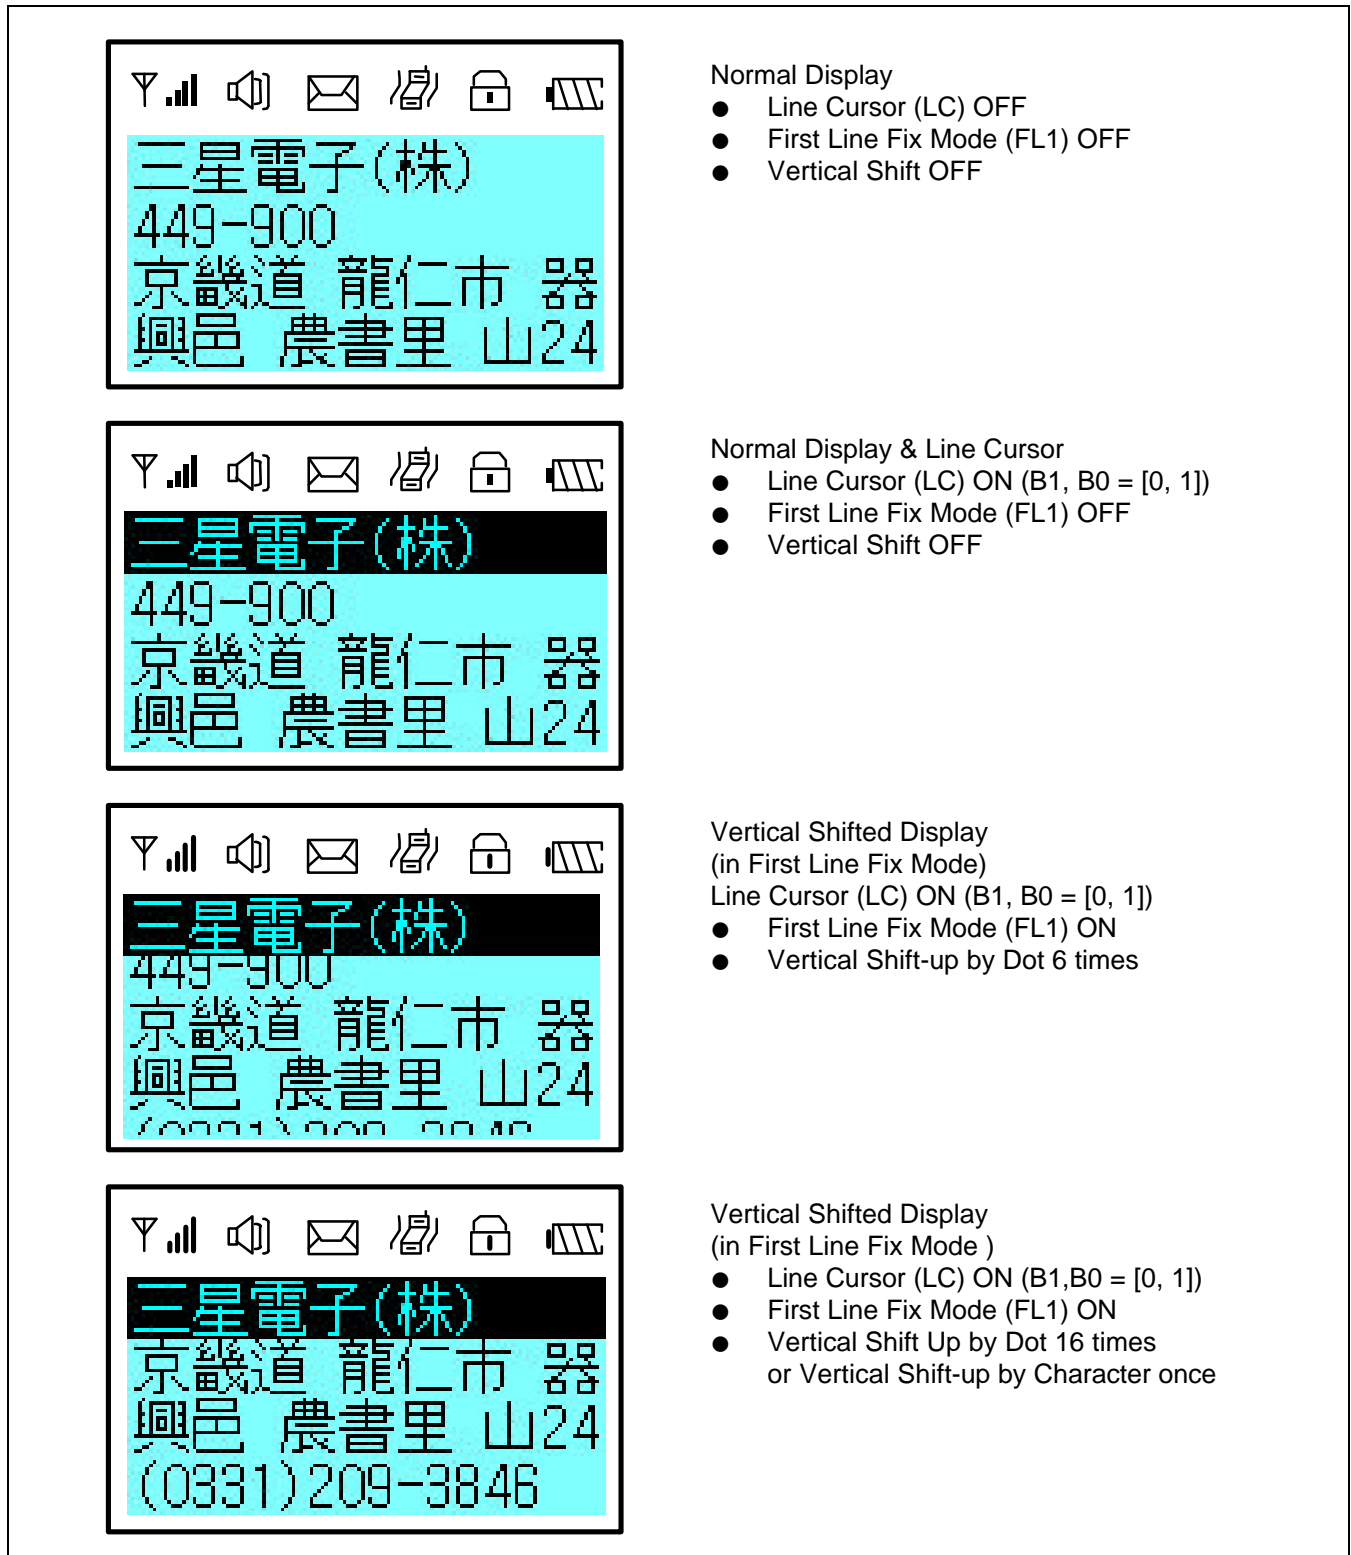 三星電子(株)
449-900
京畿道 龍仁市 器
興邑 農書里 山24
Normal Display
● Line Cursor (LC) OFF
● First Line Fix Mode (FL1) OFF
● Vertical Shift OFF
三星電子(株)
449-900
京畿道 龍仁市 器
興邑 農書里 山24
Normal Display & Line Cursor
● Line Cursor (LC) ON (B1, B0 = [0, 1])
● First Line Fix Mode (FL1) OFF
● Vertical Shift OFF
三星電子(株)
449-900
京畿道 龍仁市 器
興邑 農書里 山24
Vertical Shifted Display
(in First Line Fix Mode)
Line Cursor (LC) ON (B1, B0 = [0, 1])
● First Line Fix Mode (FL1) ON
● Vertical Shift-up by Dot 6 times
三星電子(株)
京畿道 龍仁市 器
興邑 農書里 山24
(0331)209-3846
Vertical Shifted Display
(in First Line Fix Mode )
● Line Cursor (LC) ON (B1,B0 = [0, 1])
● First Line Fix Mode (FL1) ON
● Vertical Shift Up by Dot 16 times
or Vertical Shift-up by Character once